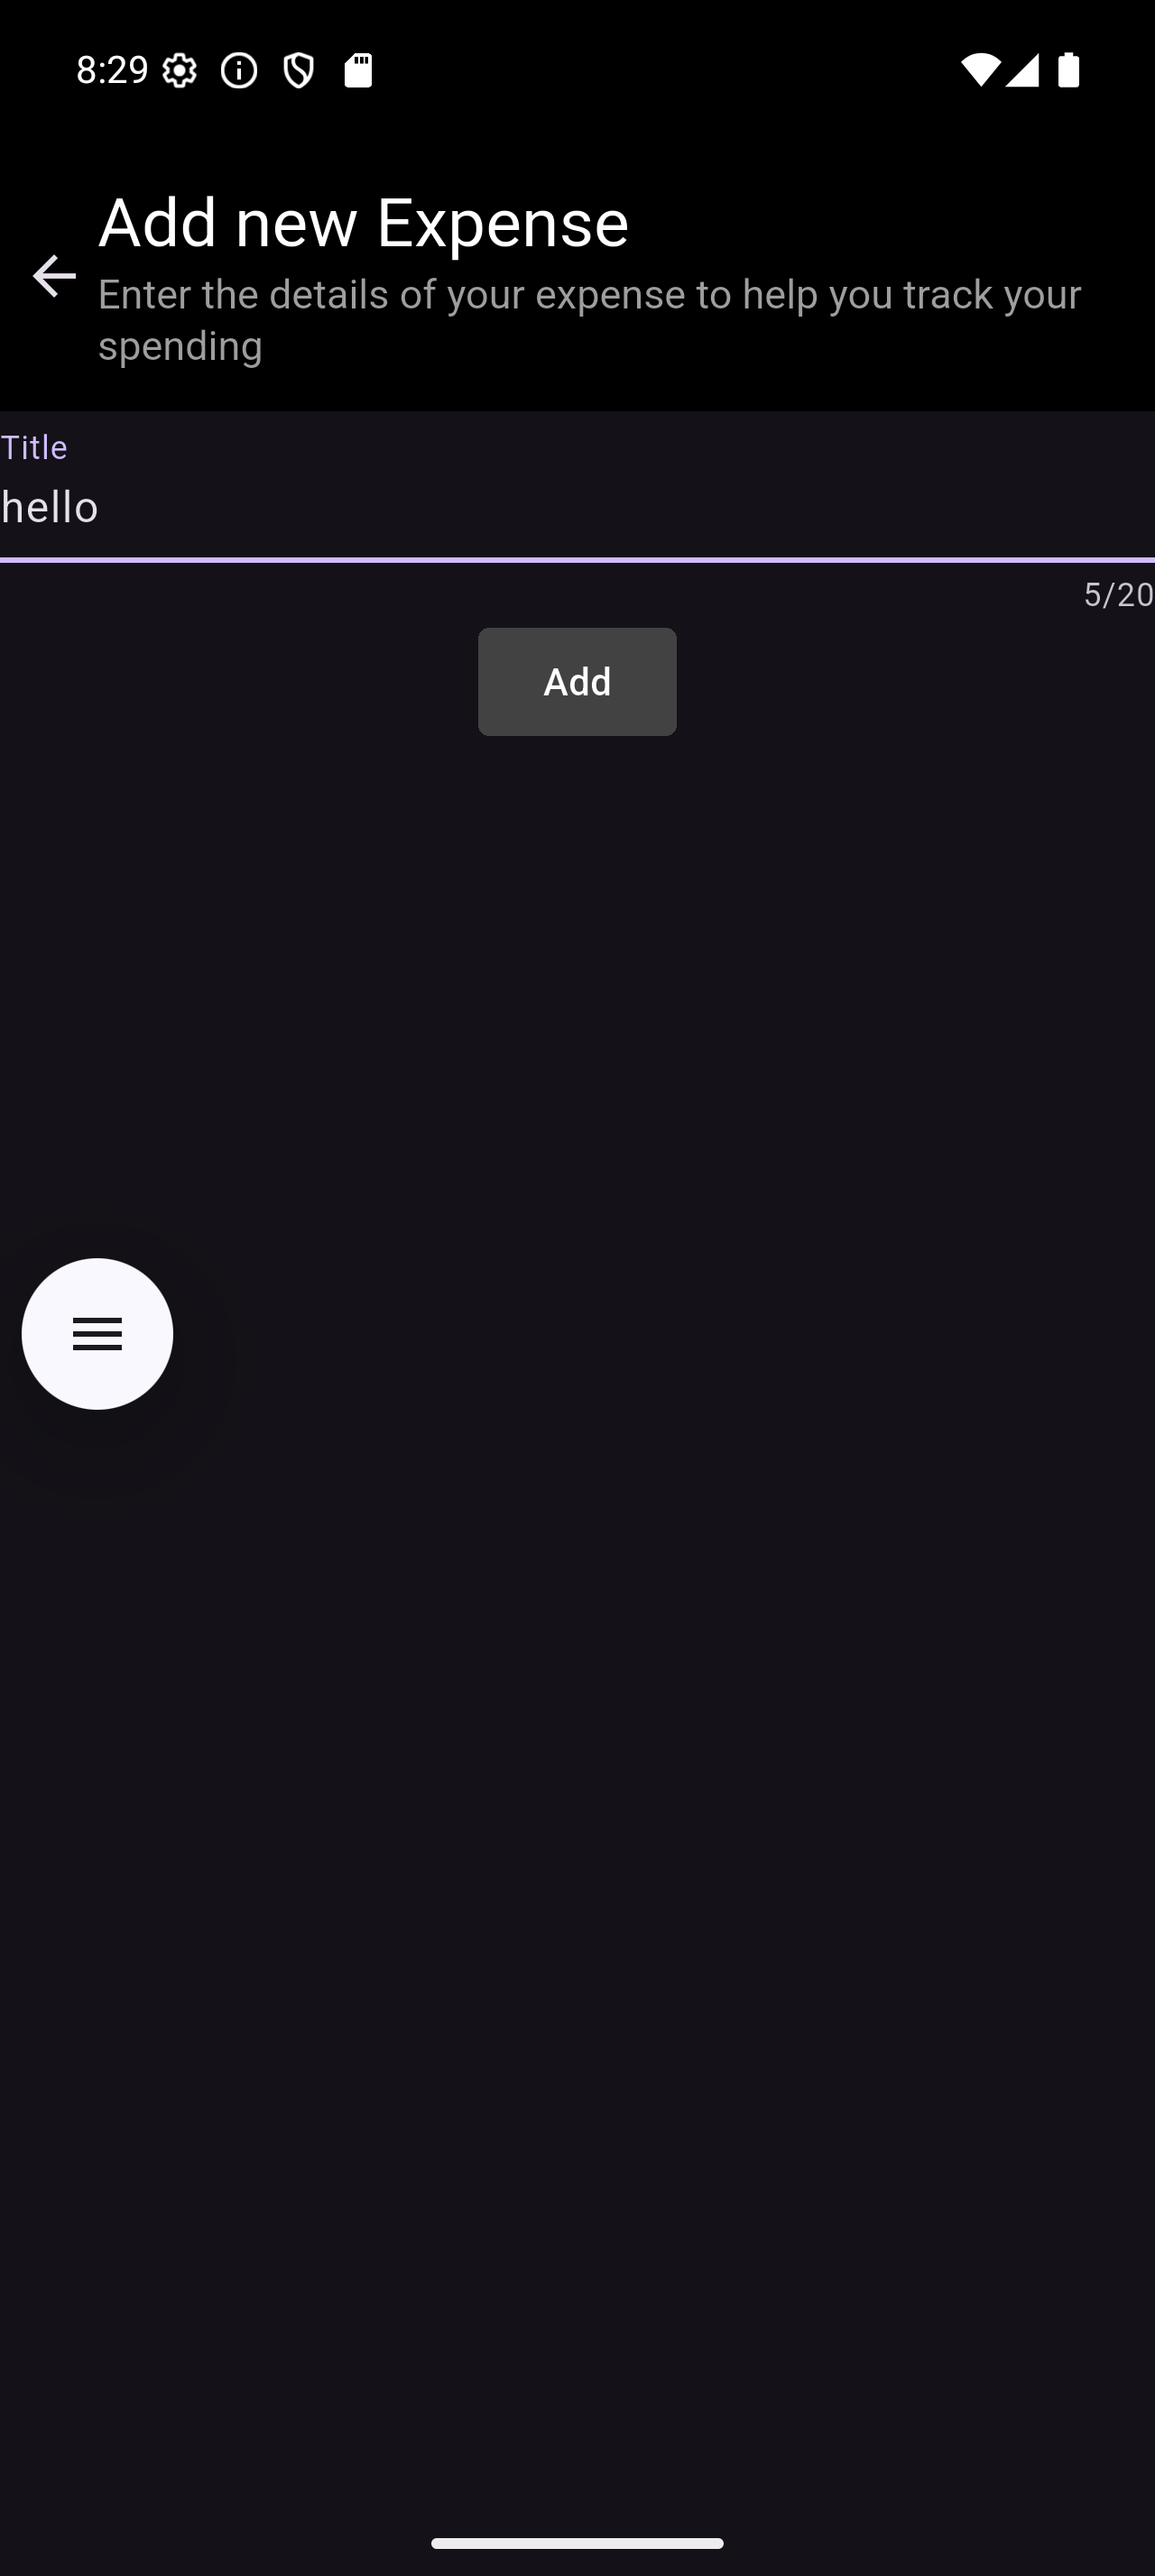 8:29
Add new Expense
Enter the details of your expense to help you track your
spending
Title
hello
5/20
Add